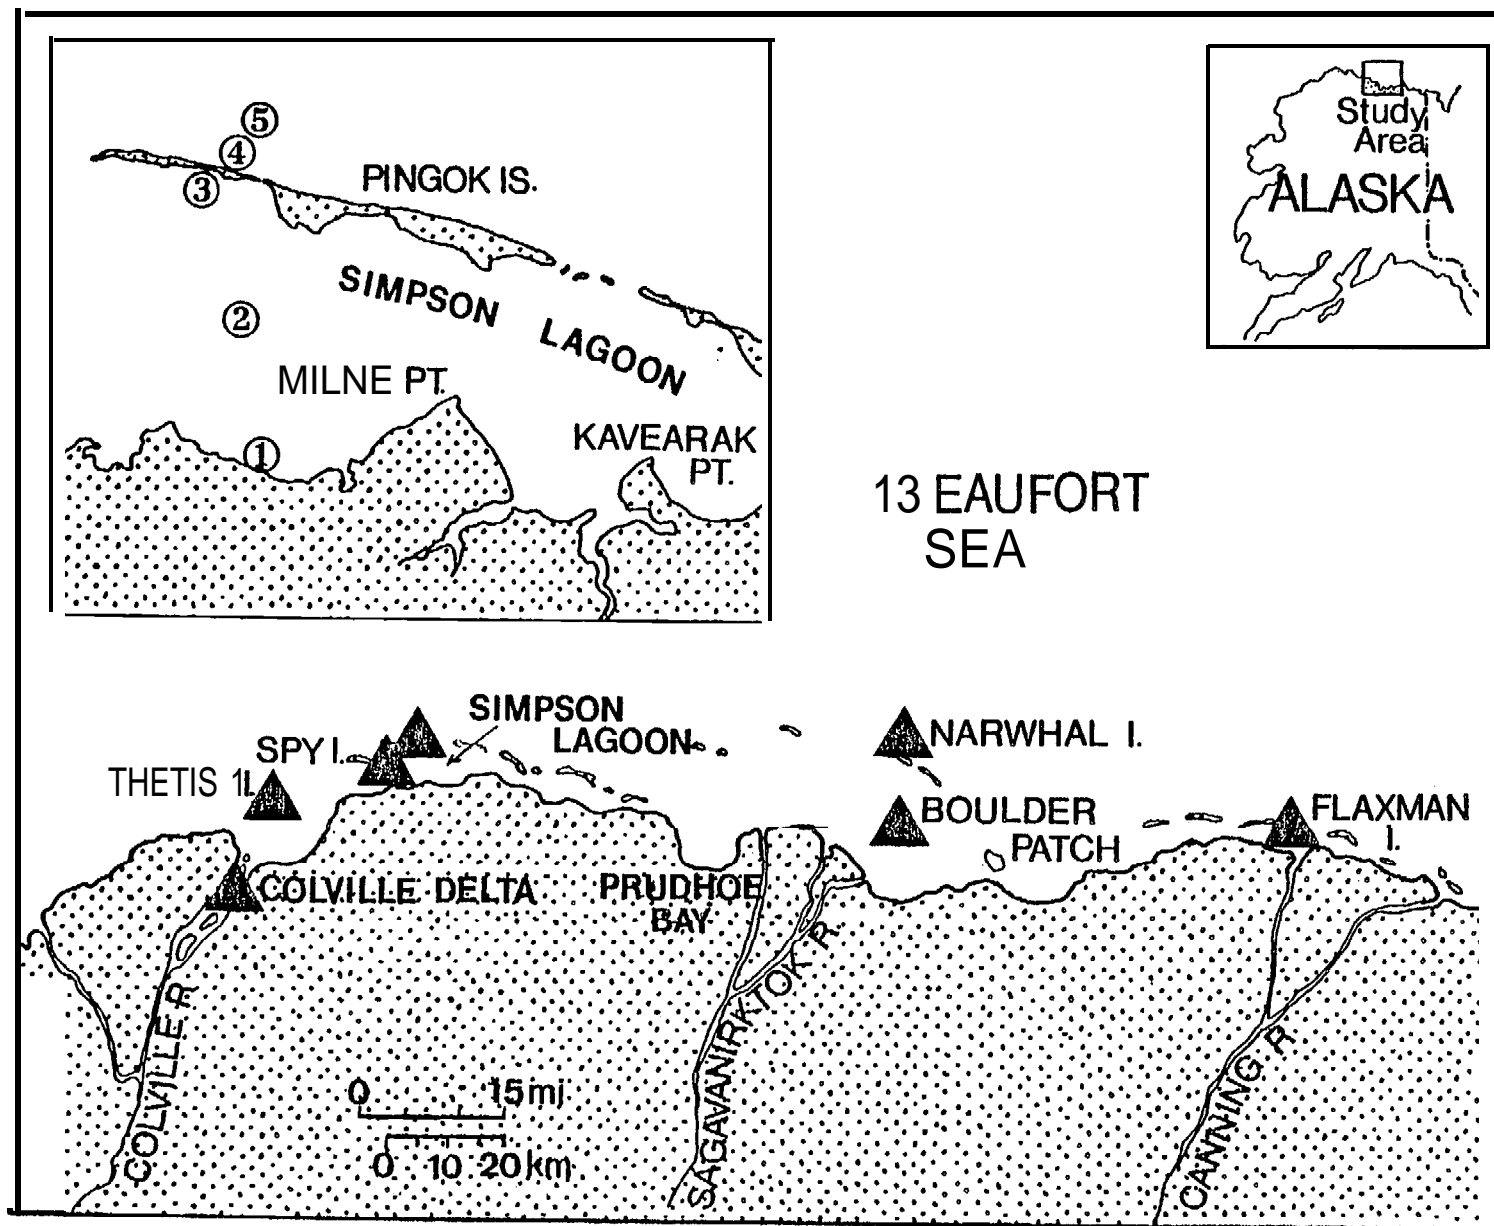 ⑤
④
③
PINGOK IS.
SIMPSON LAGOON
②
MILNE PT.
①
KAVEARAK
PT.
Study
Area
ALASKA
13 EAUFORT
SEA
SIMPSON
LAGOON
SPY I.
THETIS 1I.
NARWHAL I.
BOULDER
PATCH
FLAXMAN
I.
COLVILLE DELTA
PRUDHOE
BAY
COLVILLE R.
SAGAVANIRKTOK R.
CANNING R.
0 15mi
0 10 20km